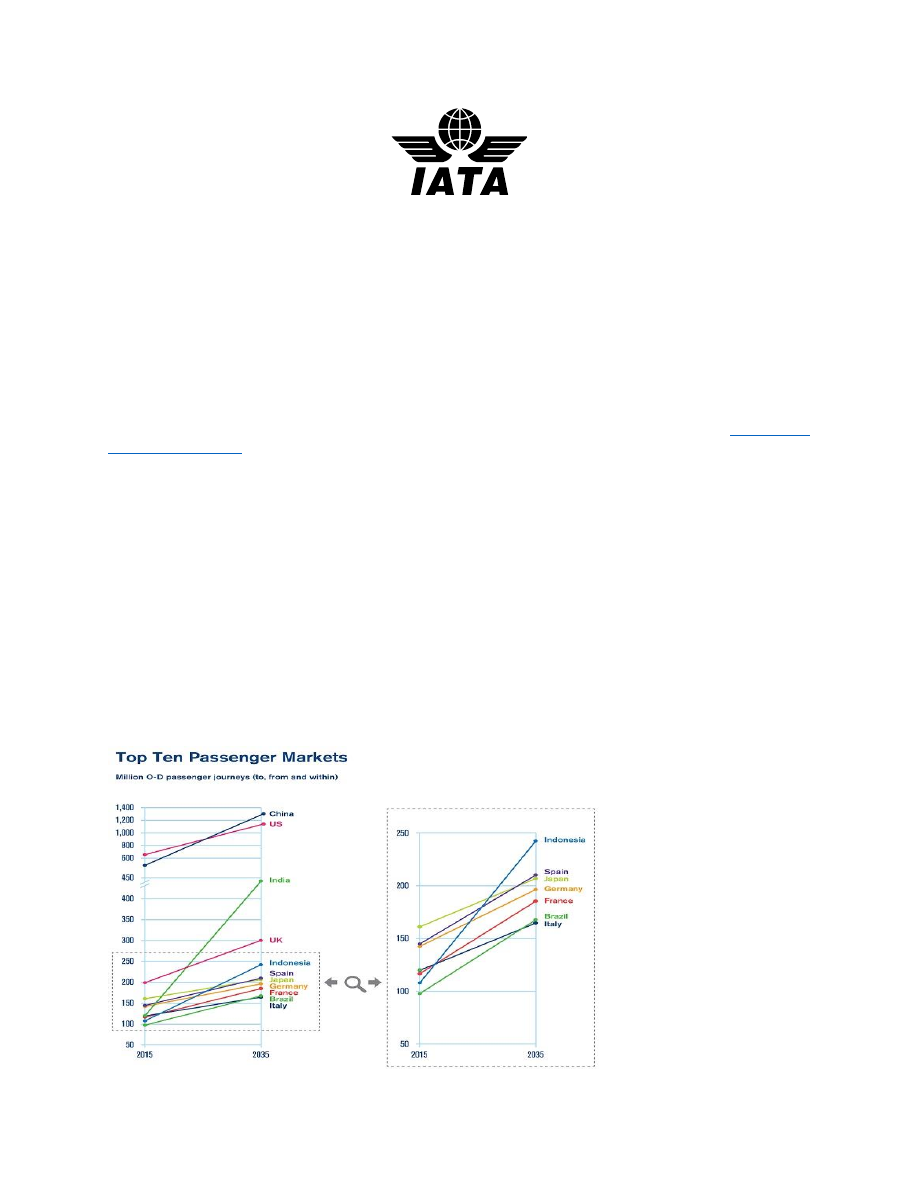 IATA
Top Ten Passenger Markets
Million O-D passenger journeys (to, from and within)
1,400
1,200
1,000
800
600
450
400
350
300
250
200
150
100
50
2015
2035
China
US
India
UK
Indonesia
Spain
Japan
Germany
France
Brazil
Italy
250
200
150
100
50
2015
2035
Indonesia
Spain
Japan
Germany
France
Brazil
Italy